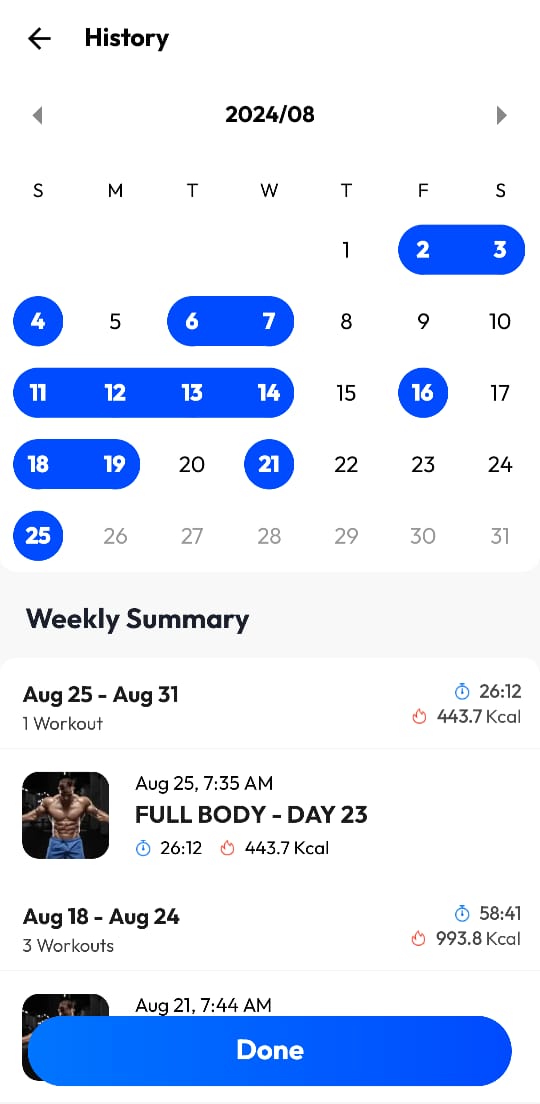 History
2024/08
S M T W T F S
1 2 3
4 5 6 7 8 9 10
11 12 13 14 15 16 17
18 19 20 21 22 23 24
25 26 27 28 29 30 31
Weekly Summary
Aug 25 - Aug 31
26:12
1 Workout
443.7 Kcal
Aug 25, 7:35 AM
FULL BODY - DAY 23
26:12 443.7 Kcal
Aug 18 - Aug 24
58:41
3 Workouts
993.8 Kcal
Aug 21, 7:44 AM
Done